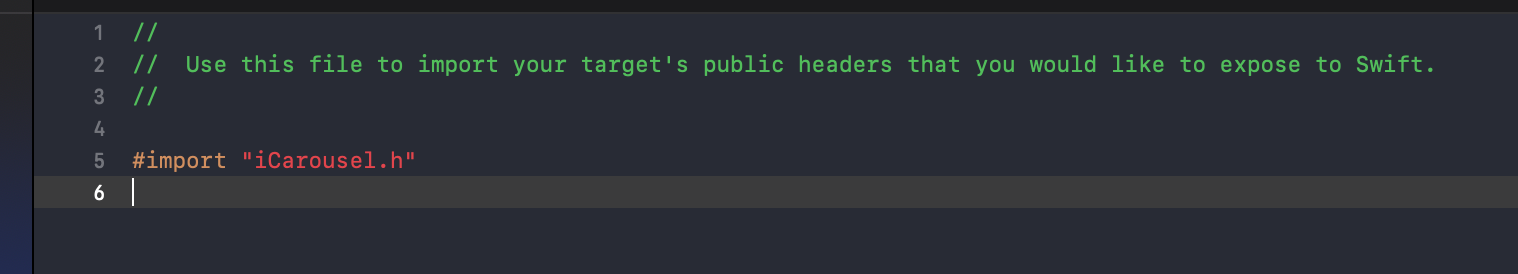 1 //
2 //  Use this file to import your target's public headers that you would like to expose to Swift.
3 //
4
5 #import "iCarousel.h"
6